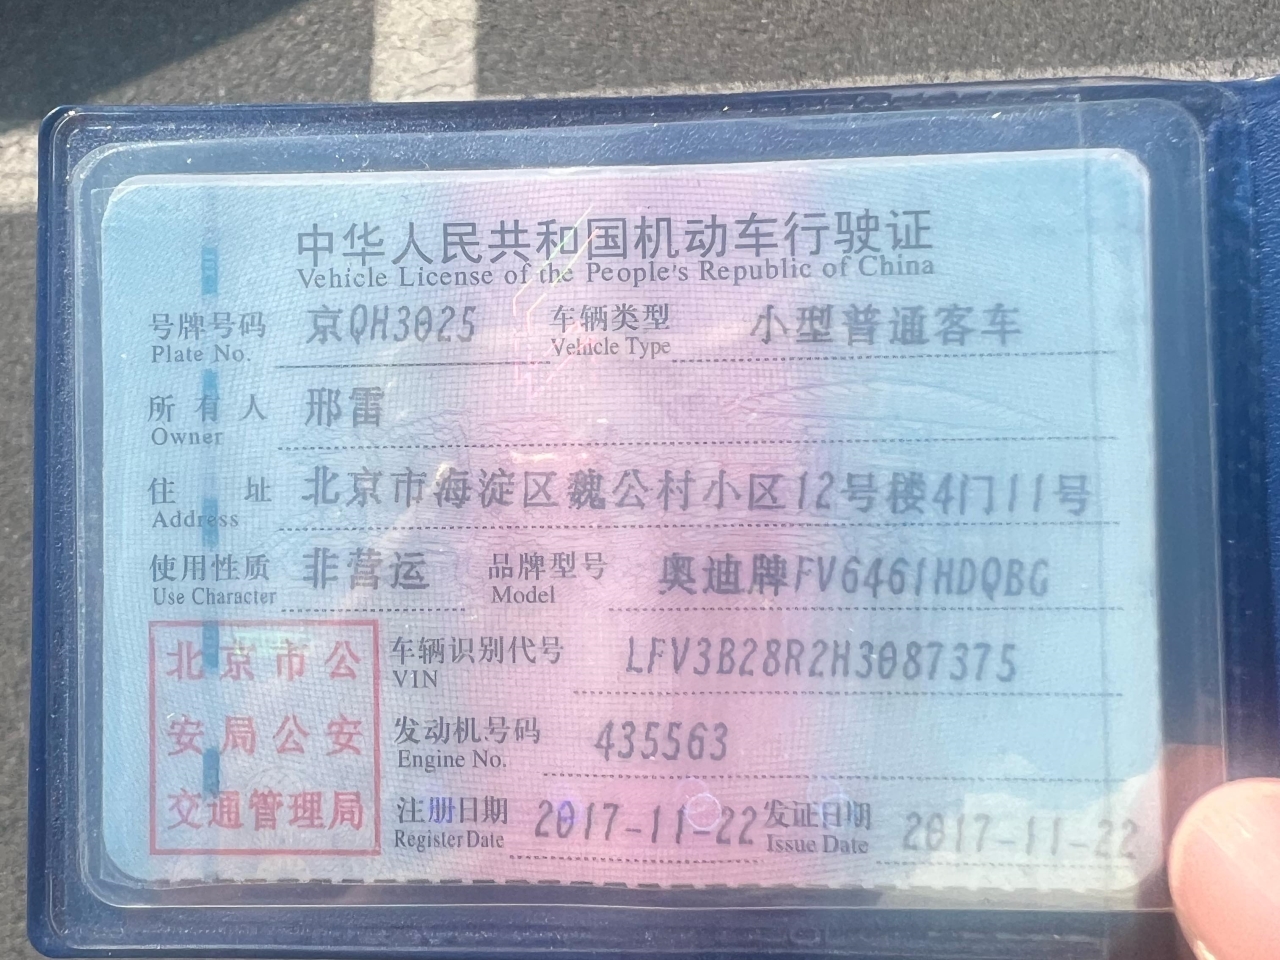 中华人民共和国机动车行驶证
Vehicle License of the People's Republic of China
号牌号码 京QH3025 车辆类型 小型普通客车
Plate No. Vehicle Type
所有人 邢雷
Owner
住址 北京市海淀区魏公村小区12号楼4门11号
Address
使用性质 非营运 品牌型号 奥迪牌FV6461HDQBG
Use Character Model
车辆识别代号 LFV3B28R2H3087375
VIN
发动机号码 435563
Engine No.
注册日期 2017-11-22 发证日期 2017-11-22
Register Date Issue Date
北京市公
安局公安
交通管理局